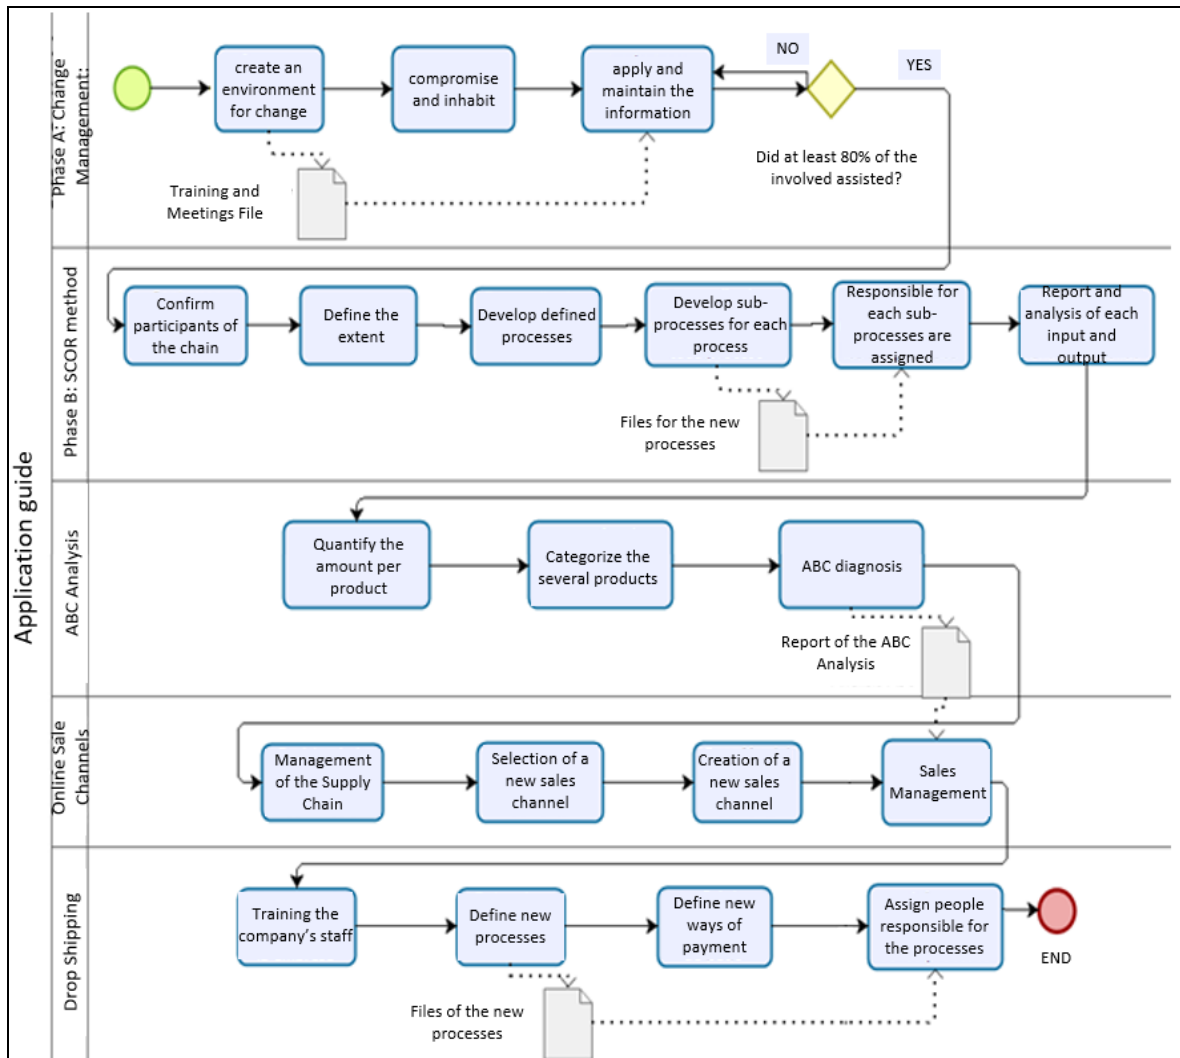 Application guide
Phase A: Change
Management:
create an
environment
for change
compromise
and inhabit
apply and
maintain the
information
NO
YES
Did at least 80% of the
involved assisted?
Training and
Meetings File
Phase B: SCOR method
Confirm
participants of
the chain
Define the
extent
Develop defined
processes
Develop sub-
processes for each
process
Responsible for
each sub-
processes are
assigned
Report and
analysis of each
input and
output
Files for the new
processes
ABC Analysis
Quantify the
amount per
product
Categorize the
several products
ABC diagnosis
Report of the ABC
Analysis
Online Sale
Channels
Management
of the Supply
Chain
Selection of a
new sales
channel
Creation of a
new sales
channel
Sales
Management
Drop Shipping
Training the
company's staff
Define new
processes
Define new
ways of
payment
Assign people
responsible for
the processes
END
Files of the new
processes